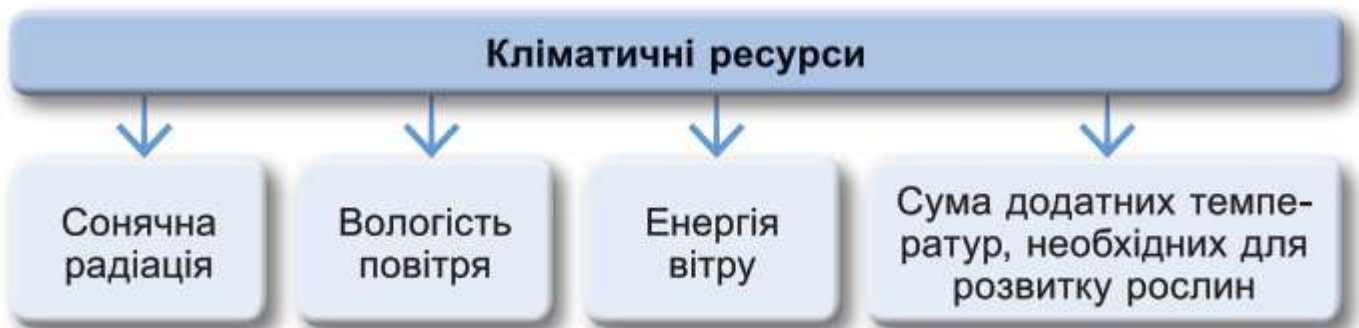 Кліматичні ресурси
Сонячна
радіація
Вологість
повітря
Енергія
вітру
Сума додатних темпе-
ратур, необхідних для
розвитку рослин